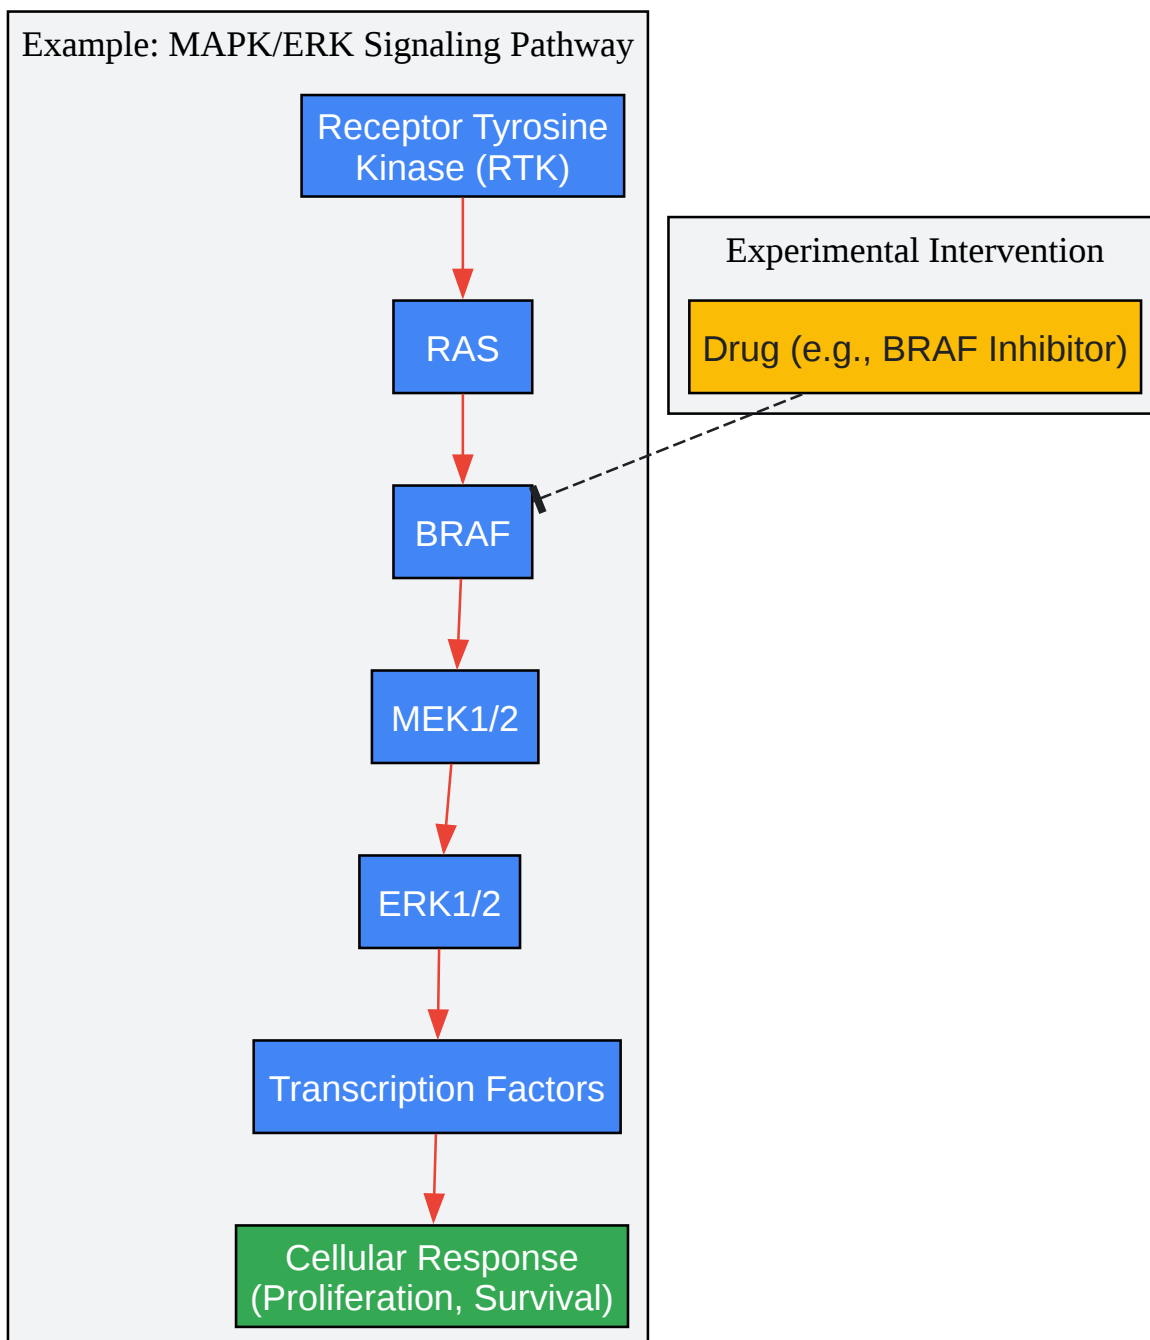 Example: MAPK/ERK Signaling Pathway
Receptor Tyrosine
Kinase (RTK)
Experimental Intervention
RAS
Drug (e.g., BRAF Inhibitor)
BRAF
MEK1/2
ERK1/2
Transcription Factors
Cellular Response
(Proliferation, Survival)